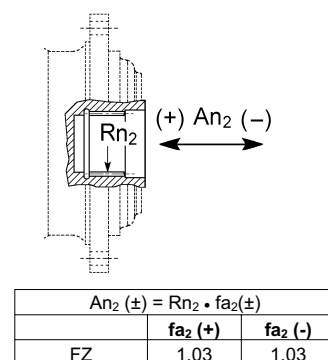 (+) An₂ (−)
Rn₂
An₂ (±) = Rn₂ • fa₂(±)
fa₂ (+) fa₂ (-)
FZ 1.03 1.03